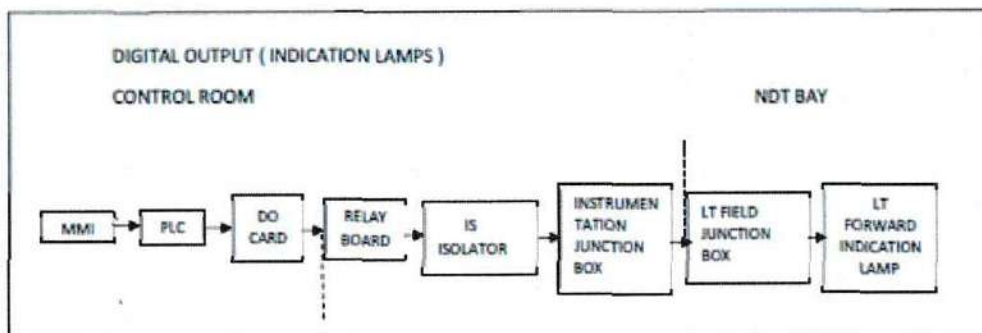 DIGITAL OUTPUT ( INDICATION LAMPS )
CONTROL ROOM
NDT BAY
MMI
PLC
DO
CARD
RELAY
BOARD
IS
ISOLATOR
INSTRUMEN
TATION
JUNCTION
BOX
LT FIELD
JUNCTION
BOX
LT
FORWARD
INDICATION
LAMP